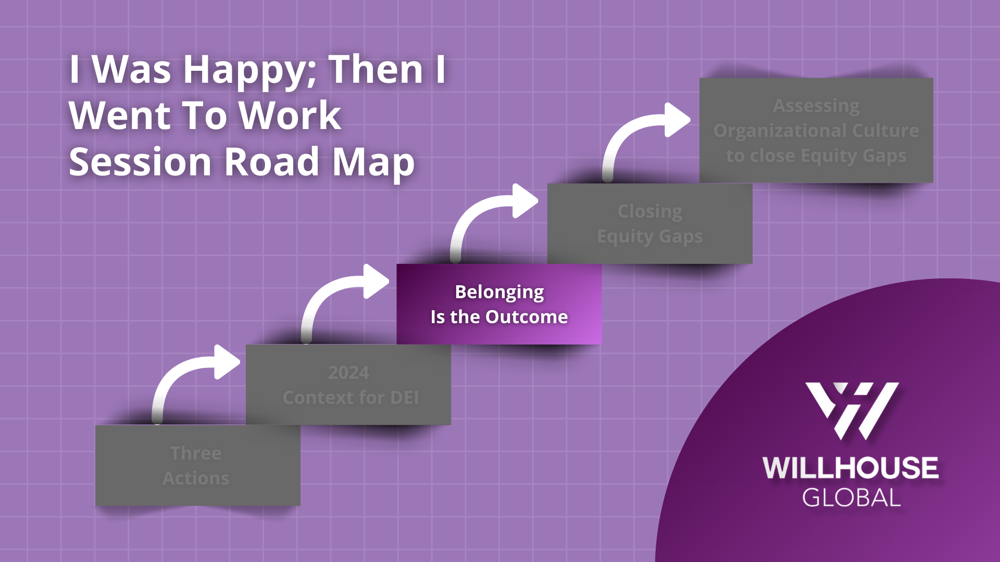 I Was Happy; Then I
Went To Work
Session Road Map
Assessing
Organizational Culture
to close Equity Gaps
Closing
Equity Gaps
Belonging
Is the Outcome
2024
Context for DEI
Three
Actions
WILLHOUSE
GLOBAL